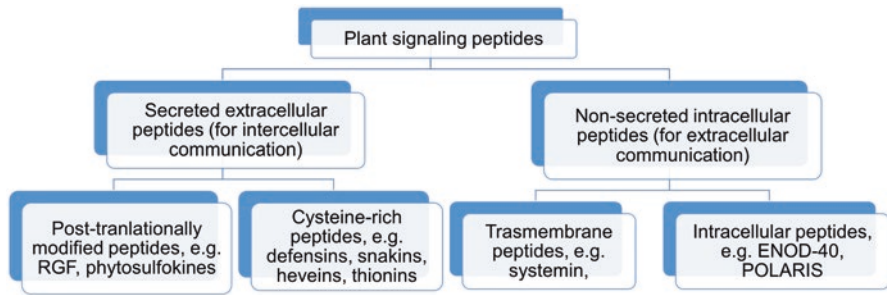 Plant signaling peptides
Secreted extracellular
peptides (for intercellular
communication)
Non-secreted intracellular
peptides (for extracellular
communication)
Post-tranlationally
modified peptides, e.g.
RGF, phytosulfokines
Cysteine-rich
peptides, e.g.
defensins, snakins,
heveins, thionins
Trasmembrane
peptides, e.g.
systemin,
Intracellular peptides,
e.g. ENOD-40,
POLARIS